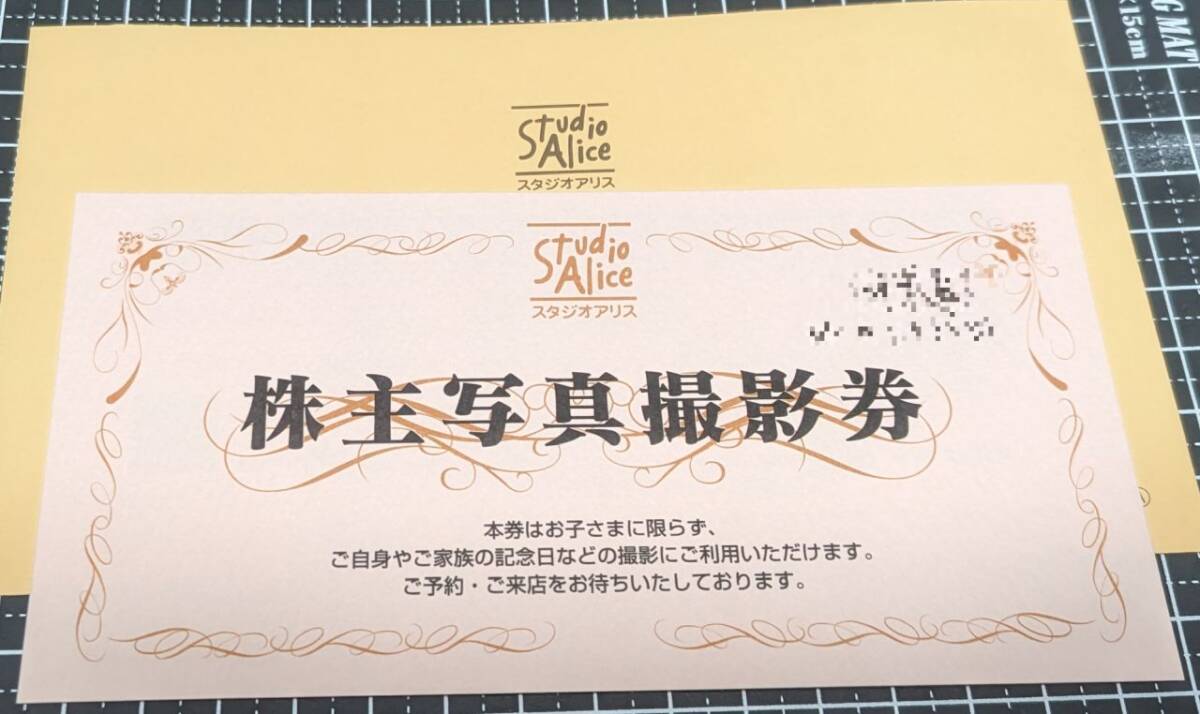 G MAT
×15cm
Studio
Alice
スタジオアリス
Studio
Alice
スタジオアリス
株主写真撮影券
本券はお子さまに限らず、
ご自身やご家族の記念日などの撮影にご利用いただけます。
ご予約・ご来店をお待ちいたしております。